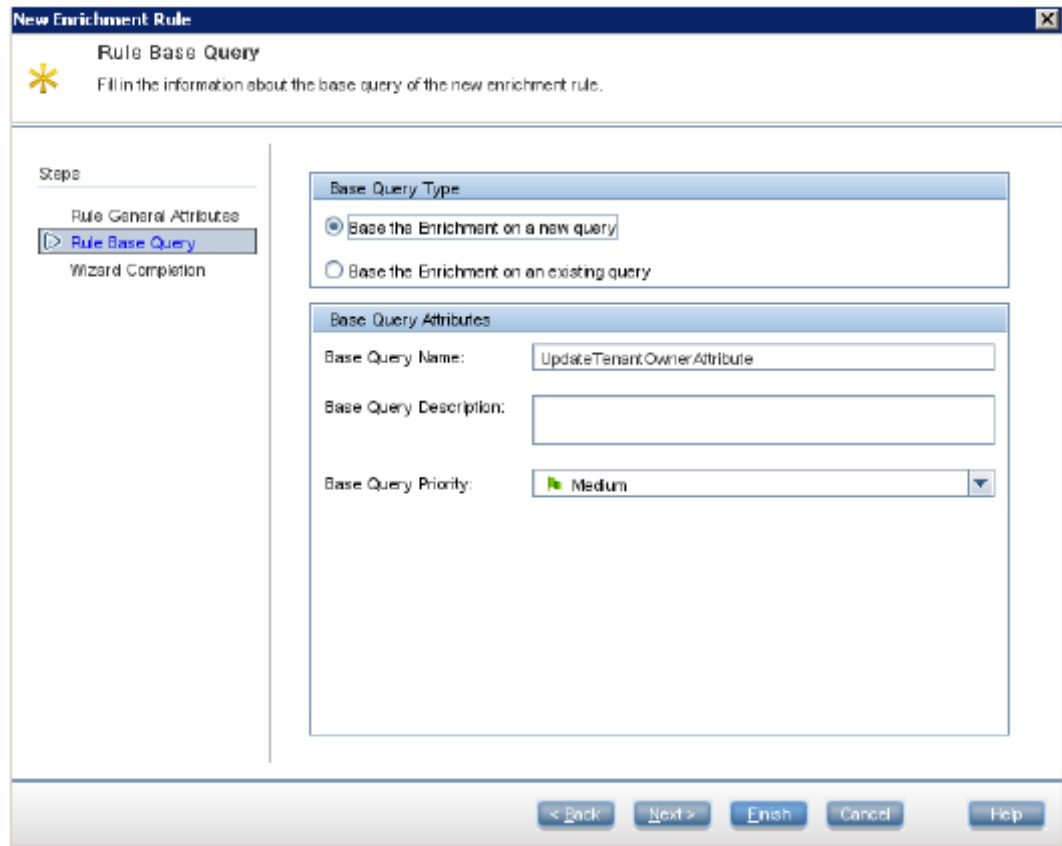 New Enrichment Rule
Rule Base Query
Fill in the information about the base query of the new enrichment rule.
Steps
Rule General Attributes
Rule Base Query
Wizard Completion
Base Query Type
Base the Enrichment on a new query
Base the Enrichment on an existing query
Base Query Attributes
Base Query Name: UpdateTenantOwnerAttribute
Base Query Description:
Base Query Priority: Medium
< Back Next > Finish Cancel Help